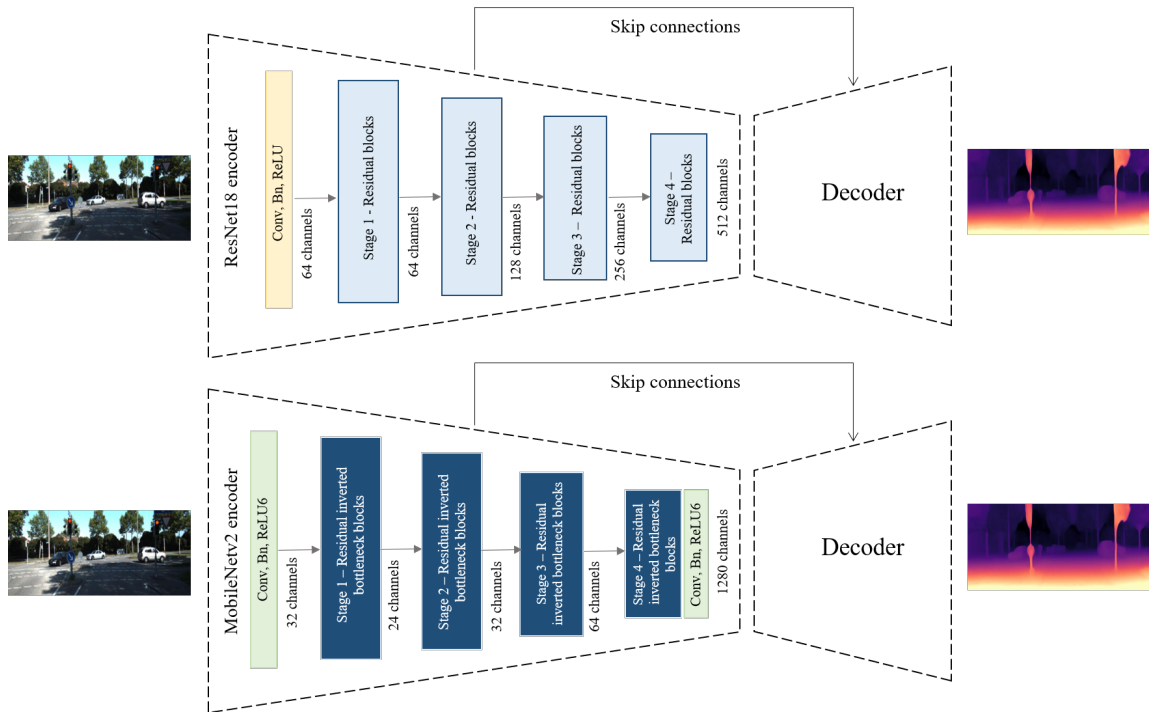 Skip connections
ResNet18 encoder
Conv, Bn, ReLU
64 channels
Stage 1 - Residual blocks
64 channels
Stage 2 - Residual blocks
128 channels
Stage 3 – Residual blocks
256 channels
Stage 4 –
Residual blocks
512 channels
Decoder
Skip connections
MobileNetv2 encoder
Conv, Bn, ReLU6
32 channels
Stage 1 – Residual inverted
bottleneck blocks
24 channels
Stage 2 – Residual inverted
bottleneck blocks
32 channels
Stage 3 – Residual
inverted bottleneck blocks
64 channels
Stage 4 – Residual
inverted bottleneck
blocks
Conv, Bn, ReLU6
1280 channels
Decoder